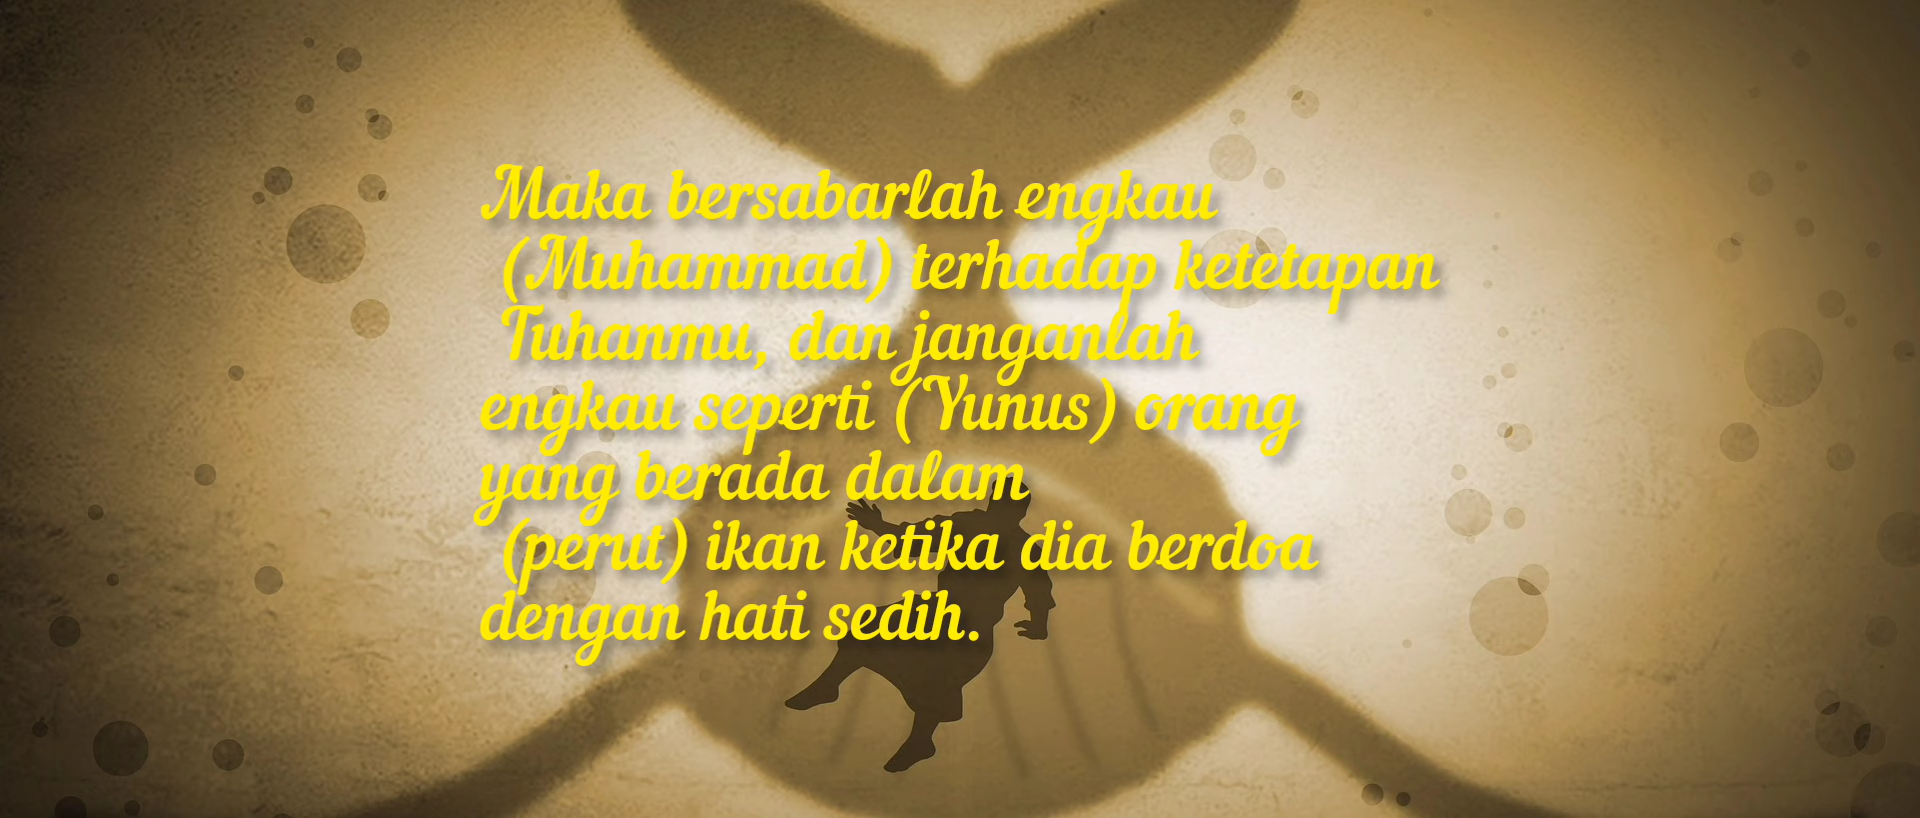 Maka bersabarlah engkau
(Muhammad) terhadap ketetapan
Tuhanmu, dan janganlah
engkau seperti (Yunus) orang
yang berada dalam
(perut) ikan ketika dia berdoa
dengan hati sedih.